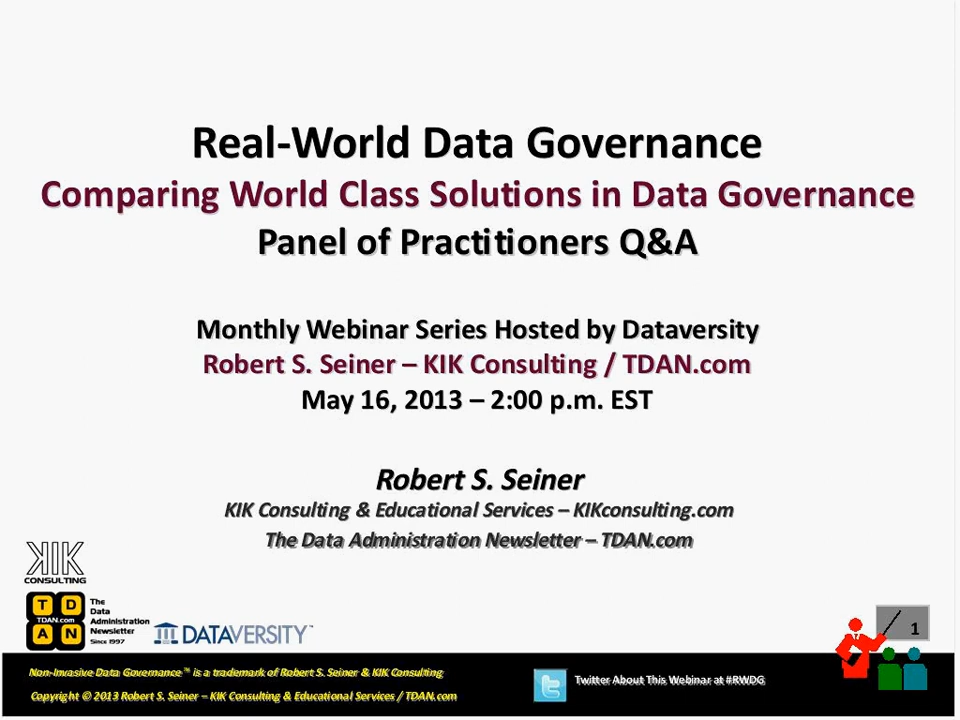 Real-World Data Governance
Comparing World Class Solutions in Data Governance
Panel of Practitioners Q&A
Monthly Webinar Series Hosted by Dataversity
Robert S. Seiner – KIK Consulting / TDAN.com
May 16, 2013 – 2:00 p.m. EST
Robert S. Seiner
KIK Consulting & Educational Services – KIKconsulting.com
The Data Administration Newsletter – TDAN.com
KIK
CONSULTING
T D
TDAN.com
A N
The
Data
Administration
Newsletter
Since 1997
DATAVERSITY™
1
Non-Invasive Data Governance™ is a trademark of Robert S. Seiner & KIK Consulting
Copyright © 2013 Robert S. Seiner – KIK Consulting & Educational Services / TDAN.com
Twitter About This Webinar at #RWDG